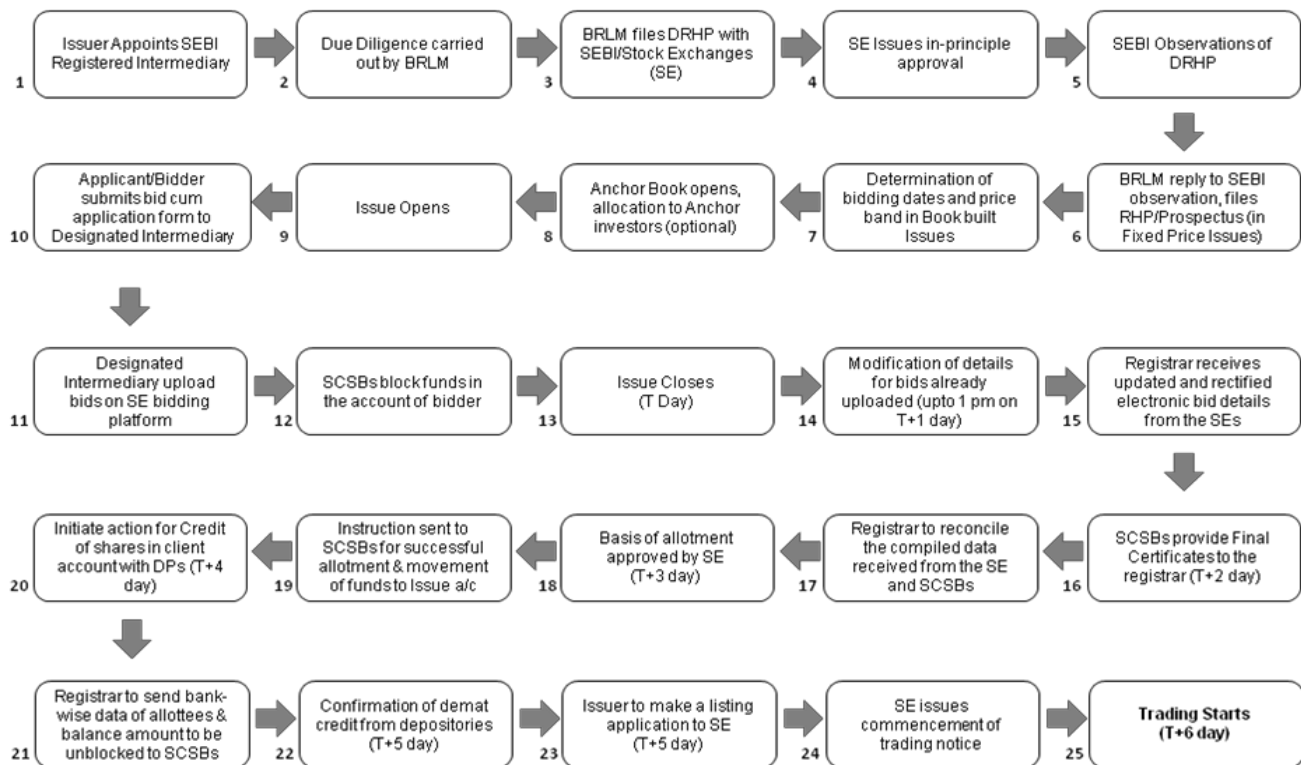 Issuer Appoints SEBI
Registered Intermediary
1
Due Diligence carried
out by BRLM
2
BRLM files DRHP with
SEBI/Stock Exchanges
(SE)
3
SE Issues in-principle
approval
4
SEBI Observations of
DRHP
5
BRLM reply to SEBI
observation, files
RHP/Prospectus (in
Fixed Price Issues)
6
Determination of
bidding dates and price
band in Book built
Issues
7
Anchor Book opens,
allocation to Anchor
investors (optional)
8
Issue Opens
9
Applicant/Bidder
submits bid cum
application form to
Designated Intermediary
10
Designated
Intermediary upload
bids on SE bidding
platform
11
SCSBs block funds in
the account of bidder
12
Issue Closes
(T Day)
13
Modification of details
for bids already
uploaded (upto 1 pm on
T+1 day)
14
Registrar receives
updated and rectified
electronic bid details
from the SEs
15
SCSBs provide Final
Certificates to the
registrar (T+2 day)
16
Registrar to reconcile
the compiled data
received from the SE
and SCSBs
17
Basis of allotment
approved by SE
(T+3 day)
18
Instruction sent to
SCSBs for successful
allotment & movement
of funds to Issue a/c
19
Initiate action for Credit
of shares in client
account with DPs (T+4
day)
20
Registrar to send bank-
wise data of allottees &
balance amount to be
unblocked to SCSBs
21
Confirmation of demat
credit from depositories
(T+5 day)
22
Issuer to make a listing
application to SE
(T+5 day)
23
SE issues
commencement of
trading notice
24
Trading Starts
(T+6 day)
25